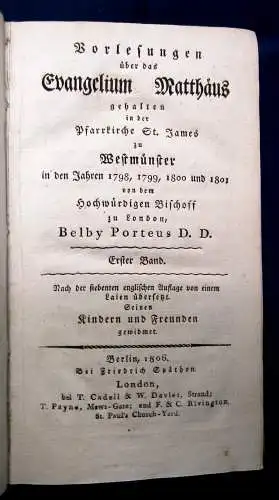 Vorlesungen
über das
Evangelium Matthäus
gehalten
in der
Pfarrkirche St. James
zu
Westmünster
in den Jahren 1798, 1799, 1800 und 1801
von dem
Hochwürdigen Bischoff
zu London,
Belby Porteus D. D.
Erster Band.
Nach der siebenten englischen Auflage von einem
Laien übersetzt.
Seinen
Kindern und Freunden
gewidmet.
Berlin, 1806.
Bei Friedrich Späthen.
London,
bei T. Cadell & W. Davies, Strand;
T. Payne, Mews-Gate; und F. & C. Rivington,
St. Paul's Church-Yard.